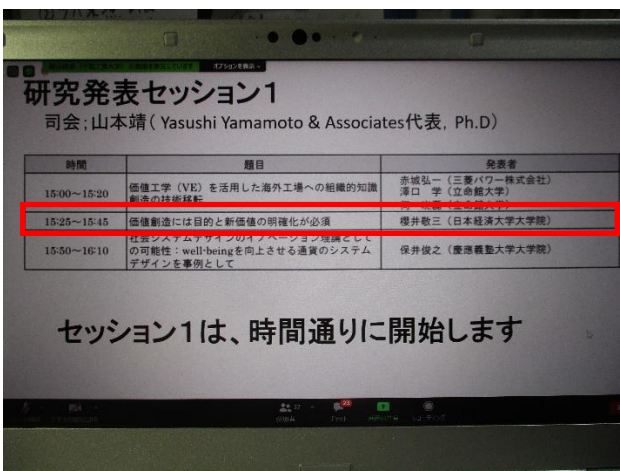 オプションを表示
研究発表セッション1
司会;山本靖( Yasushi Yamamoto & Associates代表, Ph.D)
時間 題目 発表者
15:00~15:20 価値工学(VE)を活用した海外工場への組織的知識 赤城弘一(三菱パワー株式会社)
創造の技術移転 澤口 学(立命館大学)
15:25~15:45 価値創造には目的と新価値の明確化が必須 櫻井敬三(日本経済大学大学院)
社会システムデザインのイノベーション理論として
15:50~16:10 の可能性:well-beingを向上させる通貨のシステム 保井俊之(慶應義塾大学大学院)
デザインを事例として
セッション1は、時間通りに開始します
23